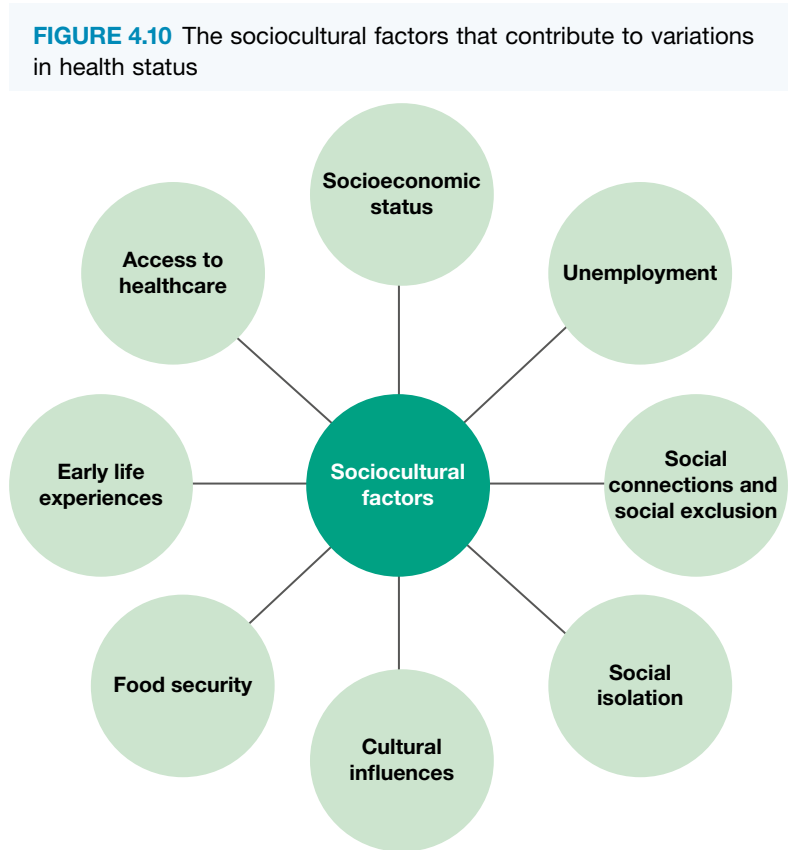 FIGURE 4.10 The sociocultural factors that contribute to variations
in health status
Socioeconomic
status
Unemployment
Social
connections and
social exclusion
Social
isolation
Cultural
influences
Food security
Early life
experiences
Access to
healthcare
Sociocultural
factors